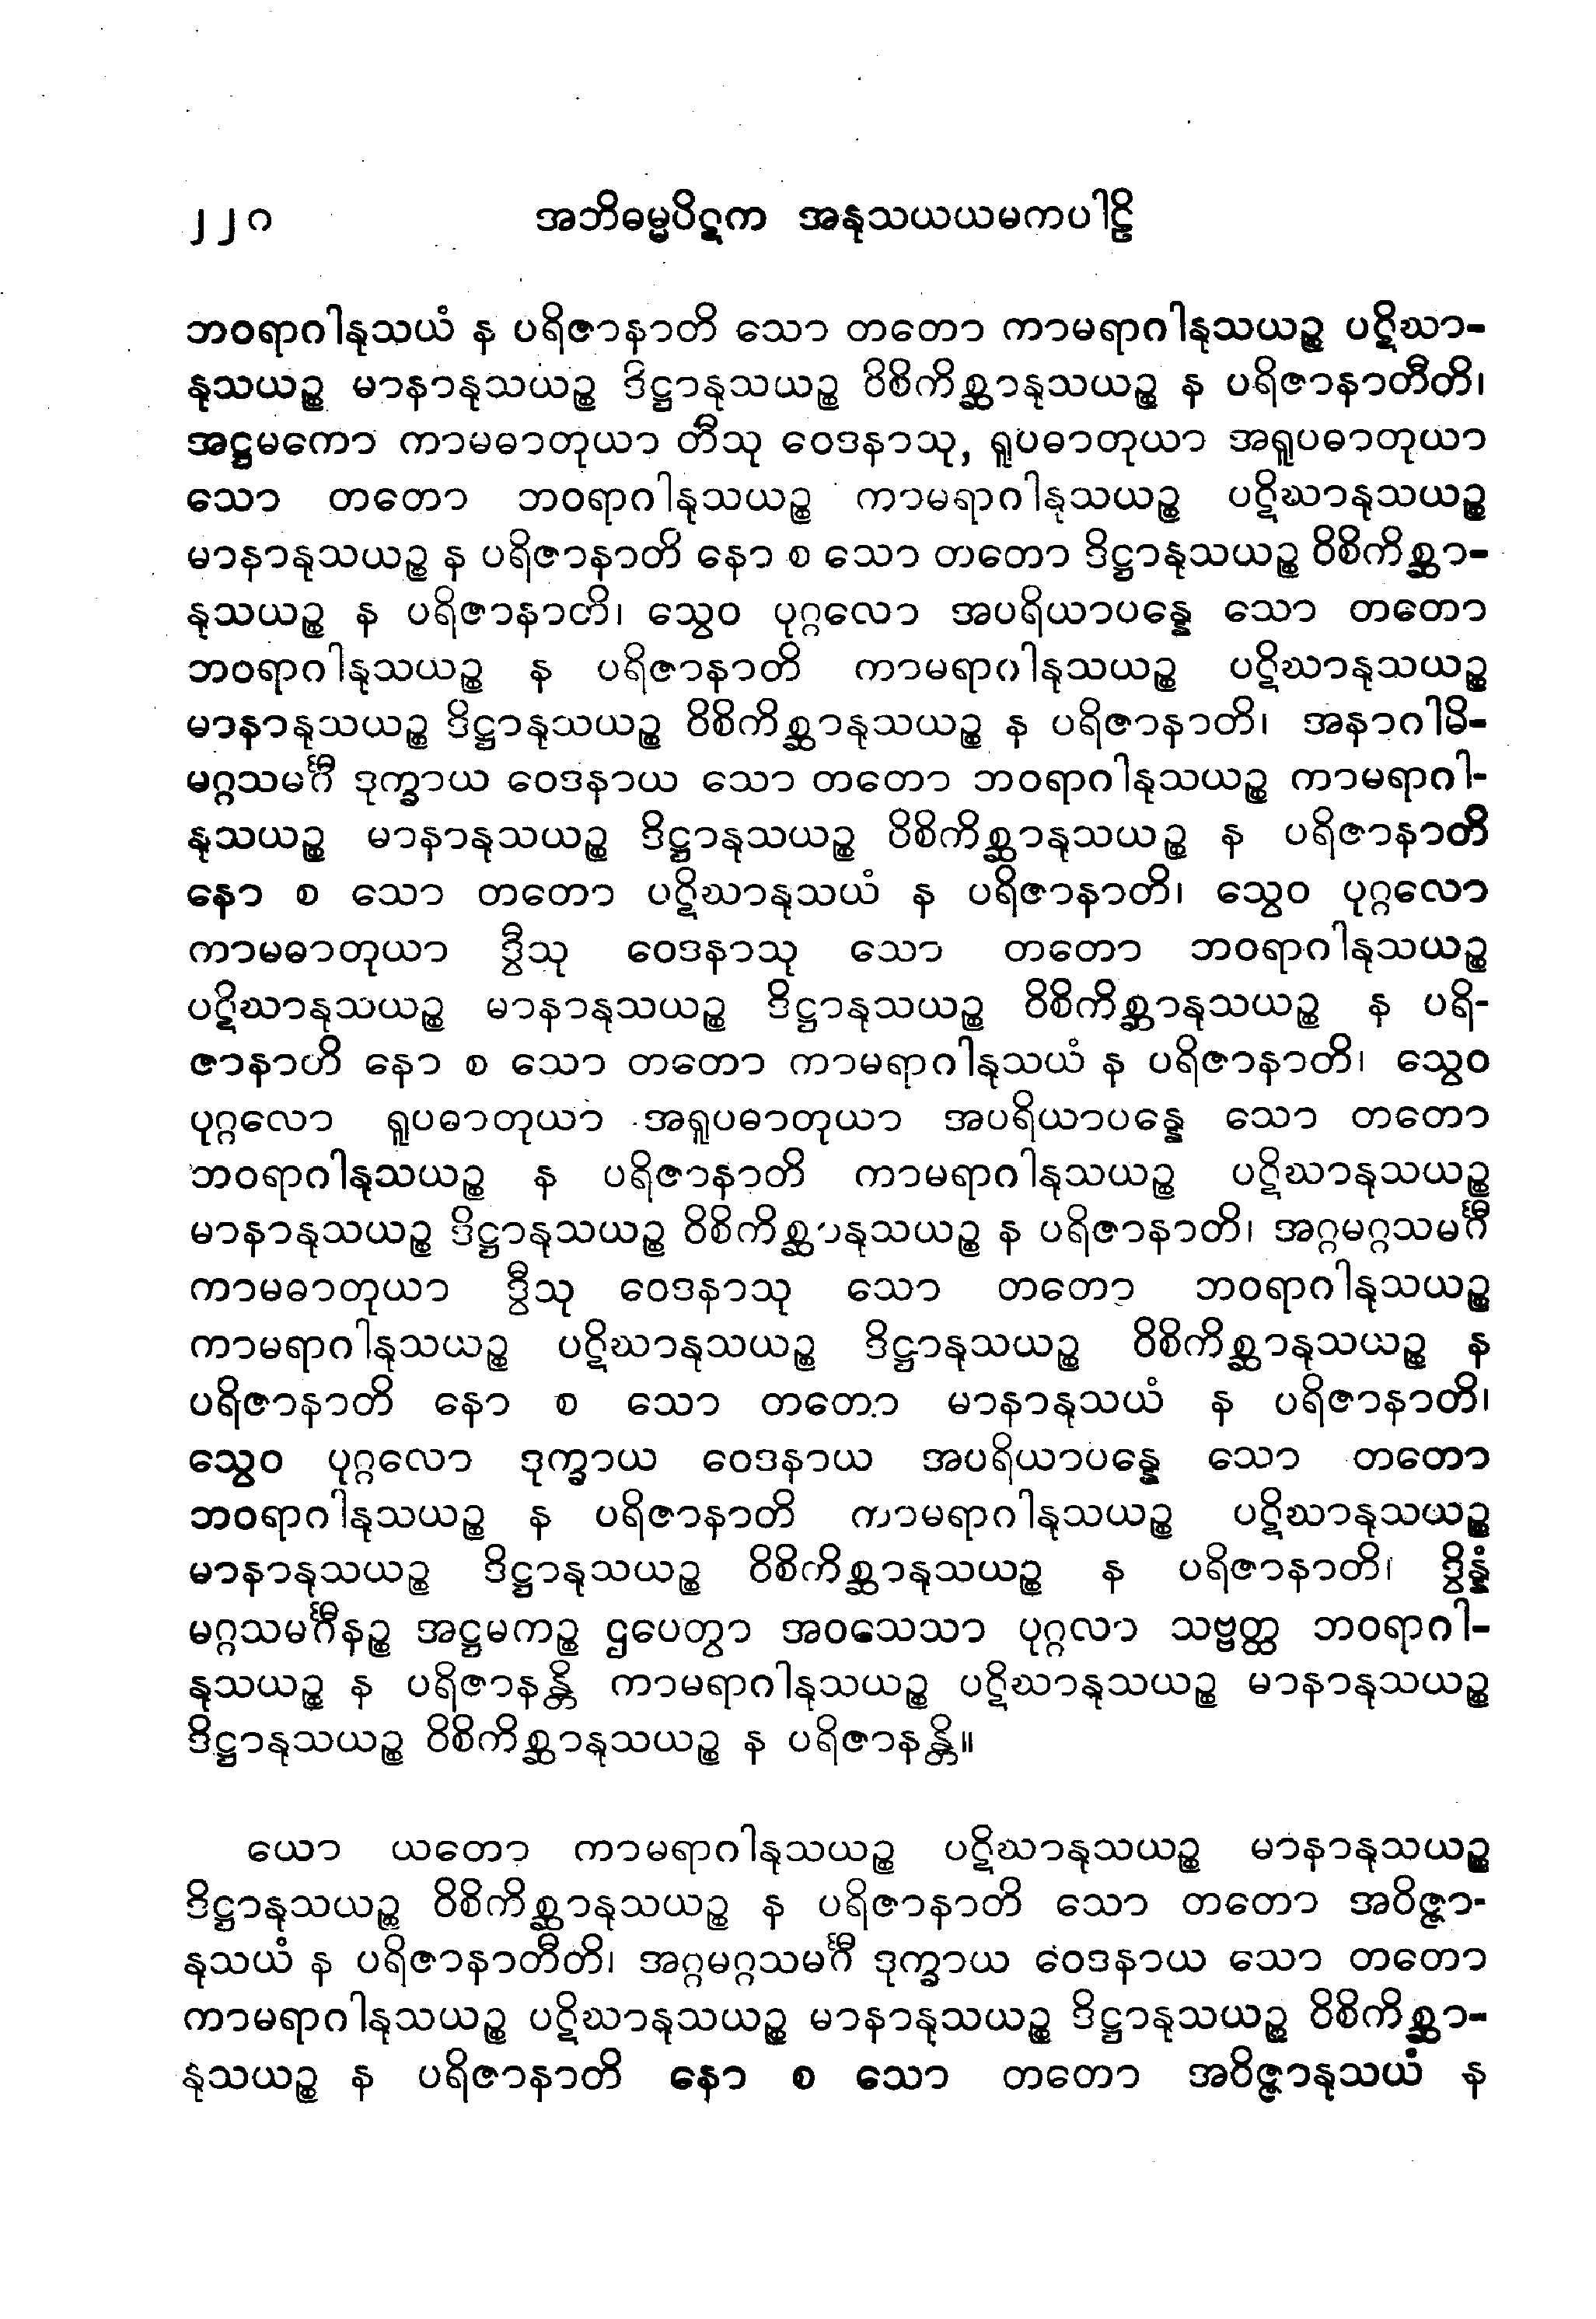 ၂၂၀ အဘိဓမ္မပိဋက အနုသယယမကပါဠိ
ဘဝရာဂါနုသယံ န ပရိဇာနာတိ သော တတော ကာမရာဂါနုသယဉ္စ ပဋိဃာ-
နုသယဉ္စ မာနာနုသယဉ္စ ဒိဋ္ဌာနုသယဉ္စ ဝိစိကိစ္ဆာနုသယဉ္စ န ပရိဇာနာတီတိ၊
အဋ္ဌမကော ကာမဓာတုယာ တီသု ဝေဒနာသု, ရူပဓာတုယာ အရူပဓာတုယာ
သော တတော ဘဝရာဂါနုသယဉ္စ ကာမရာဂါနုသယဉ္စ ပဋိဃာနုသယဉ္စ
မာနာနုသယဉ္စ န ပရိဇာနာတိ နော စ သော တတော ဒိဋ္ဌာနုသယဉ္စ ဝိစိကိစ္ဆာ-
နုသယဉ္စ န ပရိဇာနာတိ၊ သွေဝ ပုဂ္ဂလော အပရိယာပန္နေ သော တတော
ဘဝရာဂါနုသယဉ္စ န ပရိဇာနာတိ ကာမရာဂါနုသယဉ္စ ပဋိဃာနုသယဉ္စ
မာနာနုသယဉ္စ ဒိဋ္ဌာနုသယဉ္စ ဝိစိကိစ္ဆာနုသယဉ္စ န ပရိဇာနာတိ၊ အနာဂါမိ-
မဂ္ဂသမင်္ဂီ ဒုက္ခာယ ဝေဒနာယ သော တတော ဘဝရာဂါနုသယဉ္စ ကာမရာဂါ-
နုသယဉ္စ မာနာနုသယဉ္စ ဒိဋ္ဌာနုသယဉ္စ ဝိစိကိစ္ဆာနုသယဉ္စ န ပရိဇာနာတိ
နော စ သော တတော ပဋိဃာနုသယံ န ပရိဇာနာတိ၊ သွေဝ ပုဂ္ဂလော
ကာမဓာတုယာ ဒွီသု ဝေဒနာသု သော တတော ဘဝရာဂါနုသယဉ္စ
ပဋိဃာနုသယဉ္စ မာနာနုသယဉ္စ ဒိဋ္ဌာနုသယဉ္စ ဝိစိကိစ္ဆာနုသယဉ္စ န ပရိ-
ဇာနာတိ နော စ သော တတော ကာမရာဂါနုသယံ န ပရိဇာနာတိ၊ သွေဝ
ပုဂ္ဂလော ရူပဓာတုယာ အရူပဓာတုယာ အပရိယာပန္နေ သော တတော
ဘဝရာဂါနုသယဉ္စ န ပရိဇာနာတိ ကာမရာဂါနုသယဉ္စ ပဋိဃာနုသယဉ္စ
မာနာနုသယဉ္စ ဒိဋ္ဌာနုသယဉ္စ ဝိစိကိစ္ဆာနုသယဉ္စ န ပရိဇာနာတိ၊ အဂ္ဂမဂ္ဂသမင်္ဂီ
ကာမဓာတုယာ ဒွီသု ဝေဒနာသု သော တတော ဘဝရာဂါနုသယဉ္စ
ကာမရာဂါနုသယဉ္စ ပဋိဃာနုသယဉ္စ ဒိဋ္ဌာနုသယဉ္စ ဝိစိကိစ္ဆာနုသယဉ္စ န
ပရိဇာနာတိ နော စ သော တတော မာနာနုသယံ န ပရိဇာနာတိ၊
သွေဝ ပုဂ္ဂလော ဒုက္ခာယ ဝေဒနာယ အပရိယာပန္နေ သော တတော
ဘဝရာဂါနုသယဉ္စ န ပရိဇာနာတိ ကာမရာဂါနုသယဉ္စ ပဋိဃာနုသယဉ္စ
မာနာနုသယဉ္စ ဒိဋ္ဌာနုသယဉ္စ ဝိစိကိစ္ဆာနုသယဉ္စ န ပရိဇာနာတိ၊ ဒွိန္နံ
မဂ္ဂသမင်္ဂီနဉ္စ အဋ္ဌမကဉ္စ ဌပေတွာ အဝသေသာ ပုဂ္ဂလာ သဗ္ဗတ္ထ ဘဝရာဂါ-
နုသယဉ္စ န ပရိဇာနန္တိ ကာမရာဂါနုသယဉ္စ ပဋိဃာနုသယဉ္စ မာနာနုသယဉ္စ
ဒိဋ္ဌာနုသယဉ္စ ဝိစိကိစ္ဆာနုသယဉ္စ န ပရိဇာနန္တိ။
ယော ယတော ကာမရာဂါနုသယဉ္စ ပဋိဃာနုသယဉ္စ မာနာနုသယဉ္စ
ဒိဋ္ဌာနုသယဉ္စ ဝိစိကိစ္ဆာနုသယဉ္စ န ပရိဇာနာတိ သော တတော အဝိဇ္ဇာ-
နုသယံ န ပရိဇာနာတီတိ၊ အဂ္ဂမဂ္ဂသမင်္ဂီ ဒုက္ခာယ ဝေဒနာယ သော တတော
ကာမရာဂါနုသယဉ္စ ပဋိဃာနုသယဉ္စ မာနာနုသယဉ္စ ဒိဋ္ဌာနုသယဉ္စ ဝိစိကိစ္ဆာ-
နုသယဉ္စ န ပရိဇာနာတိ နော စ သော တတော အဝိဇ္ဇာနုသယံ န